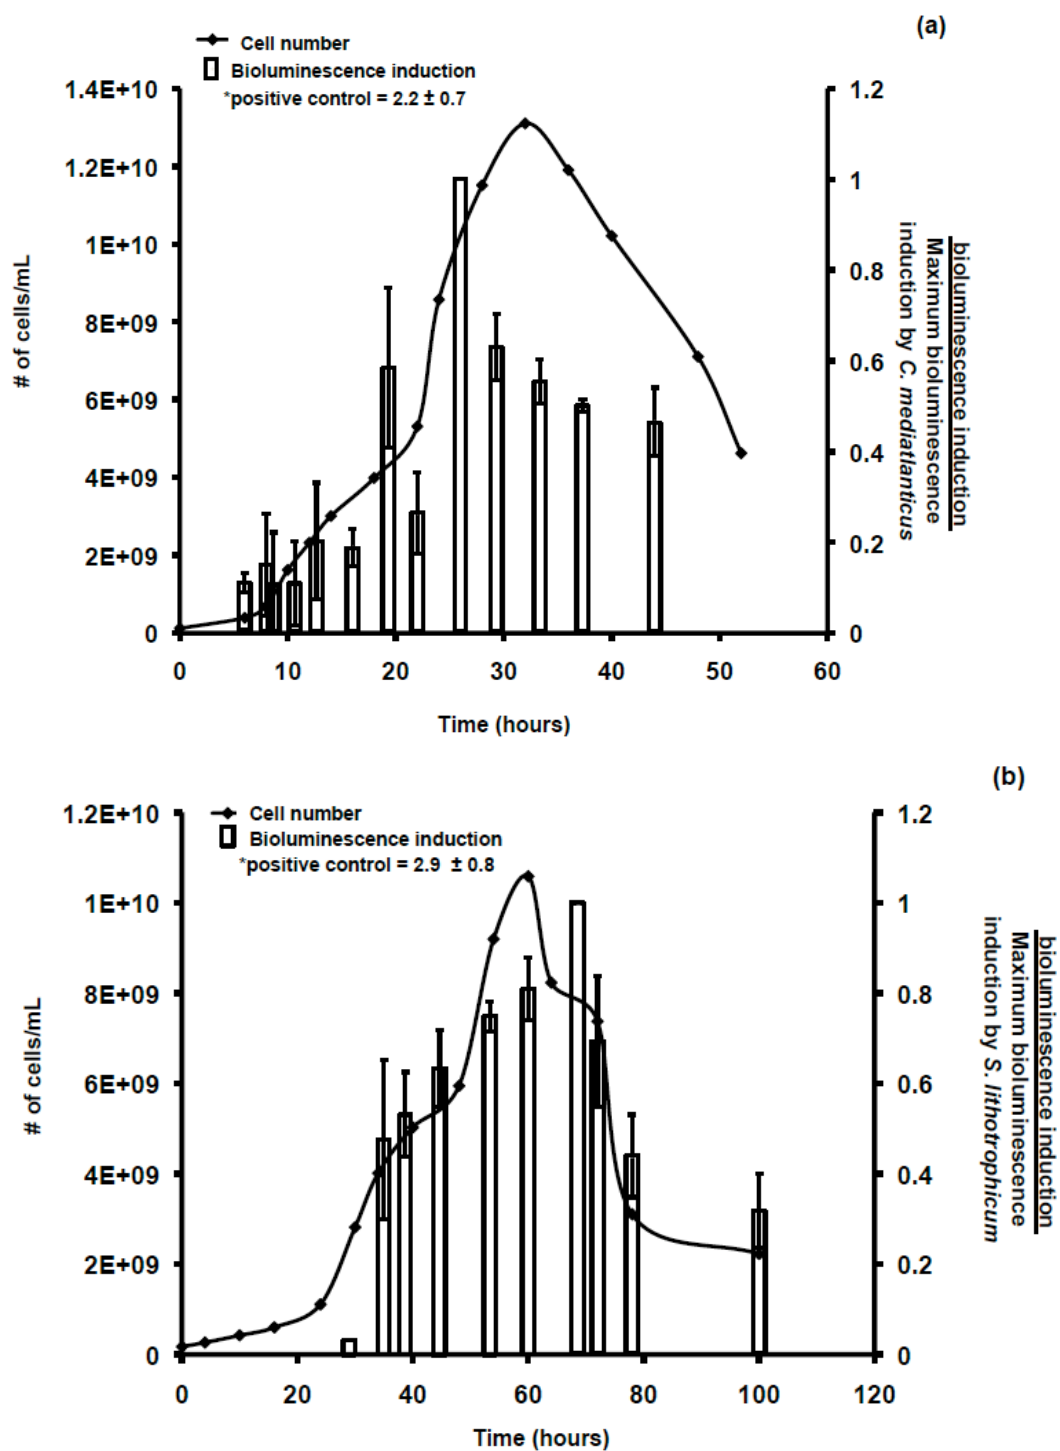 (a)
Cell number
Bioluminescence induction
*positive control = 2.2 ± 0.7
1.4E+10
1.2E+10
1E+10
8E+09
6E+09
4E+09
2E+09
0
# of cells/mL
1.2
1
0.8
0.6
0.4
0.2
0
bioluminescence induction
Maximum bioluminescence
induction by C. mediatlanticus
0 10 20 30 40 50 60
Time (hours)
(b)
Cell number
Bioluminescence induction
*positive control = 2.9 ± 0.8
1.2E+10
1E+10
8E+09
6E+09
4E+09
2E+09
0
# of cells/mL
1.2
1
0.8
0.6
0.4
0.2
0
bioluminescence induction
Maximum bioluminescence
induction by S. lithotrophicum
0 20 40 60 80 100 120
Time (hours)